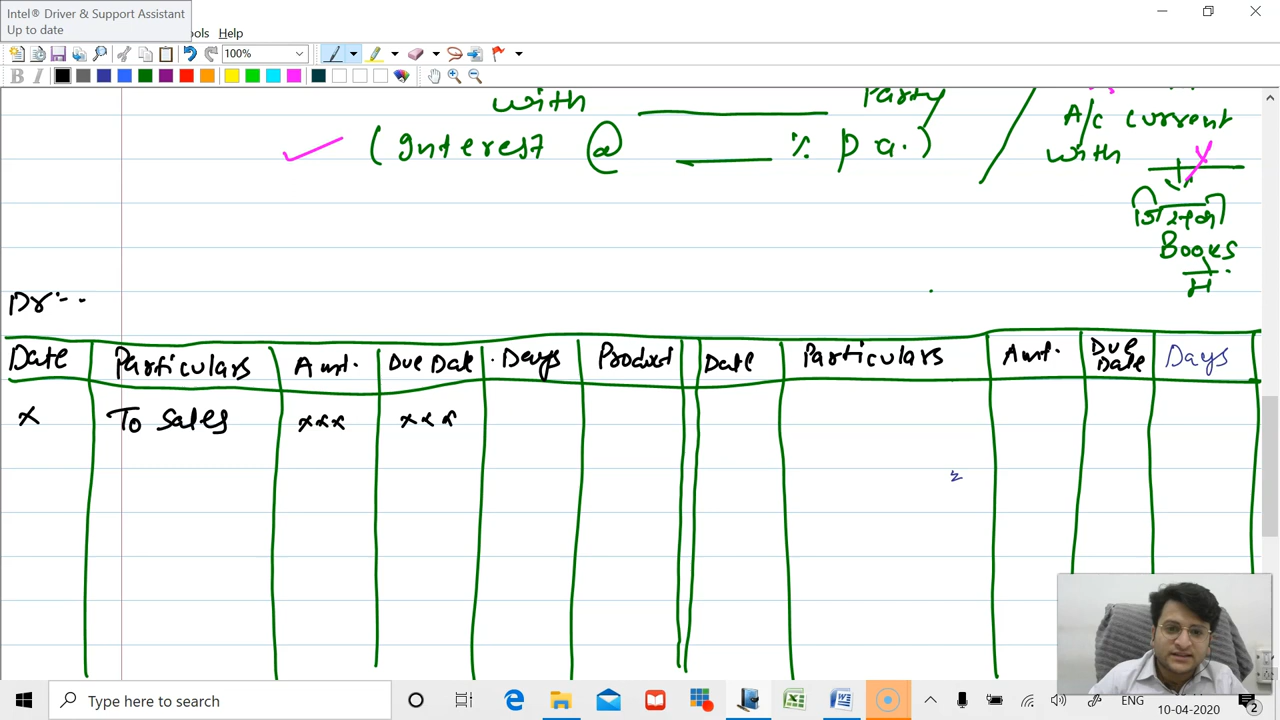 Intel® Driver & Support Assistant
Up to date
ols Help
100%
B I
with ______ Party
(Interest @ ____ % p a.)
A/c current
with
Books
Dr:--
Date Particulars Amt. Due Date Days Product Date Particulars Amt. Due Date Days
x To Sales xxx xxx
Type here to search
ENG
10-04-2020
2